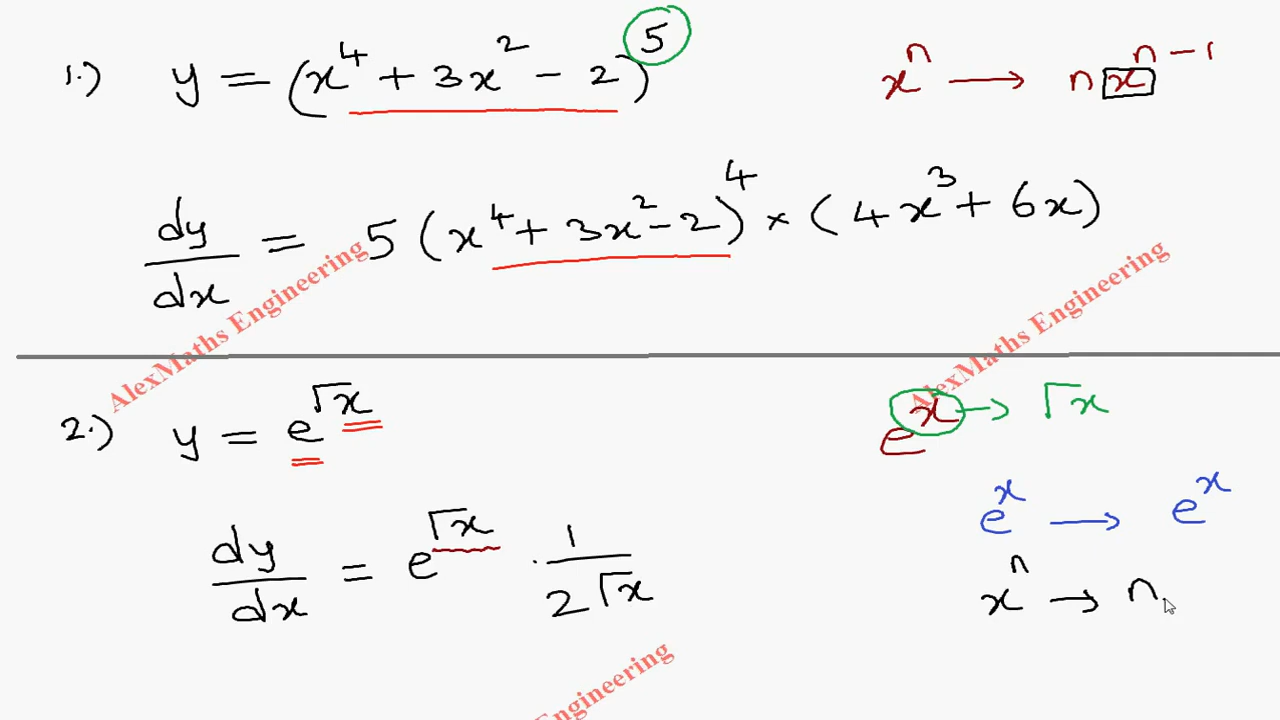 1.) y = (x⁴ + 3x² − 2)⁵
xⁿ → n xⁿ⁻¹
dy/dx = 5(x⁴ + 3x² − 2)⁴ × (4x³ + 6x)
AlexMaths Engineering
AlexMaths Engineering
2.) y = e^√x
e^x → √x
e^x → e^x
dy/dx = e^√x · 1/(2√x)
xⁿ → n
AlexMaths Engineering